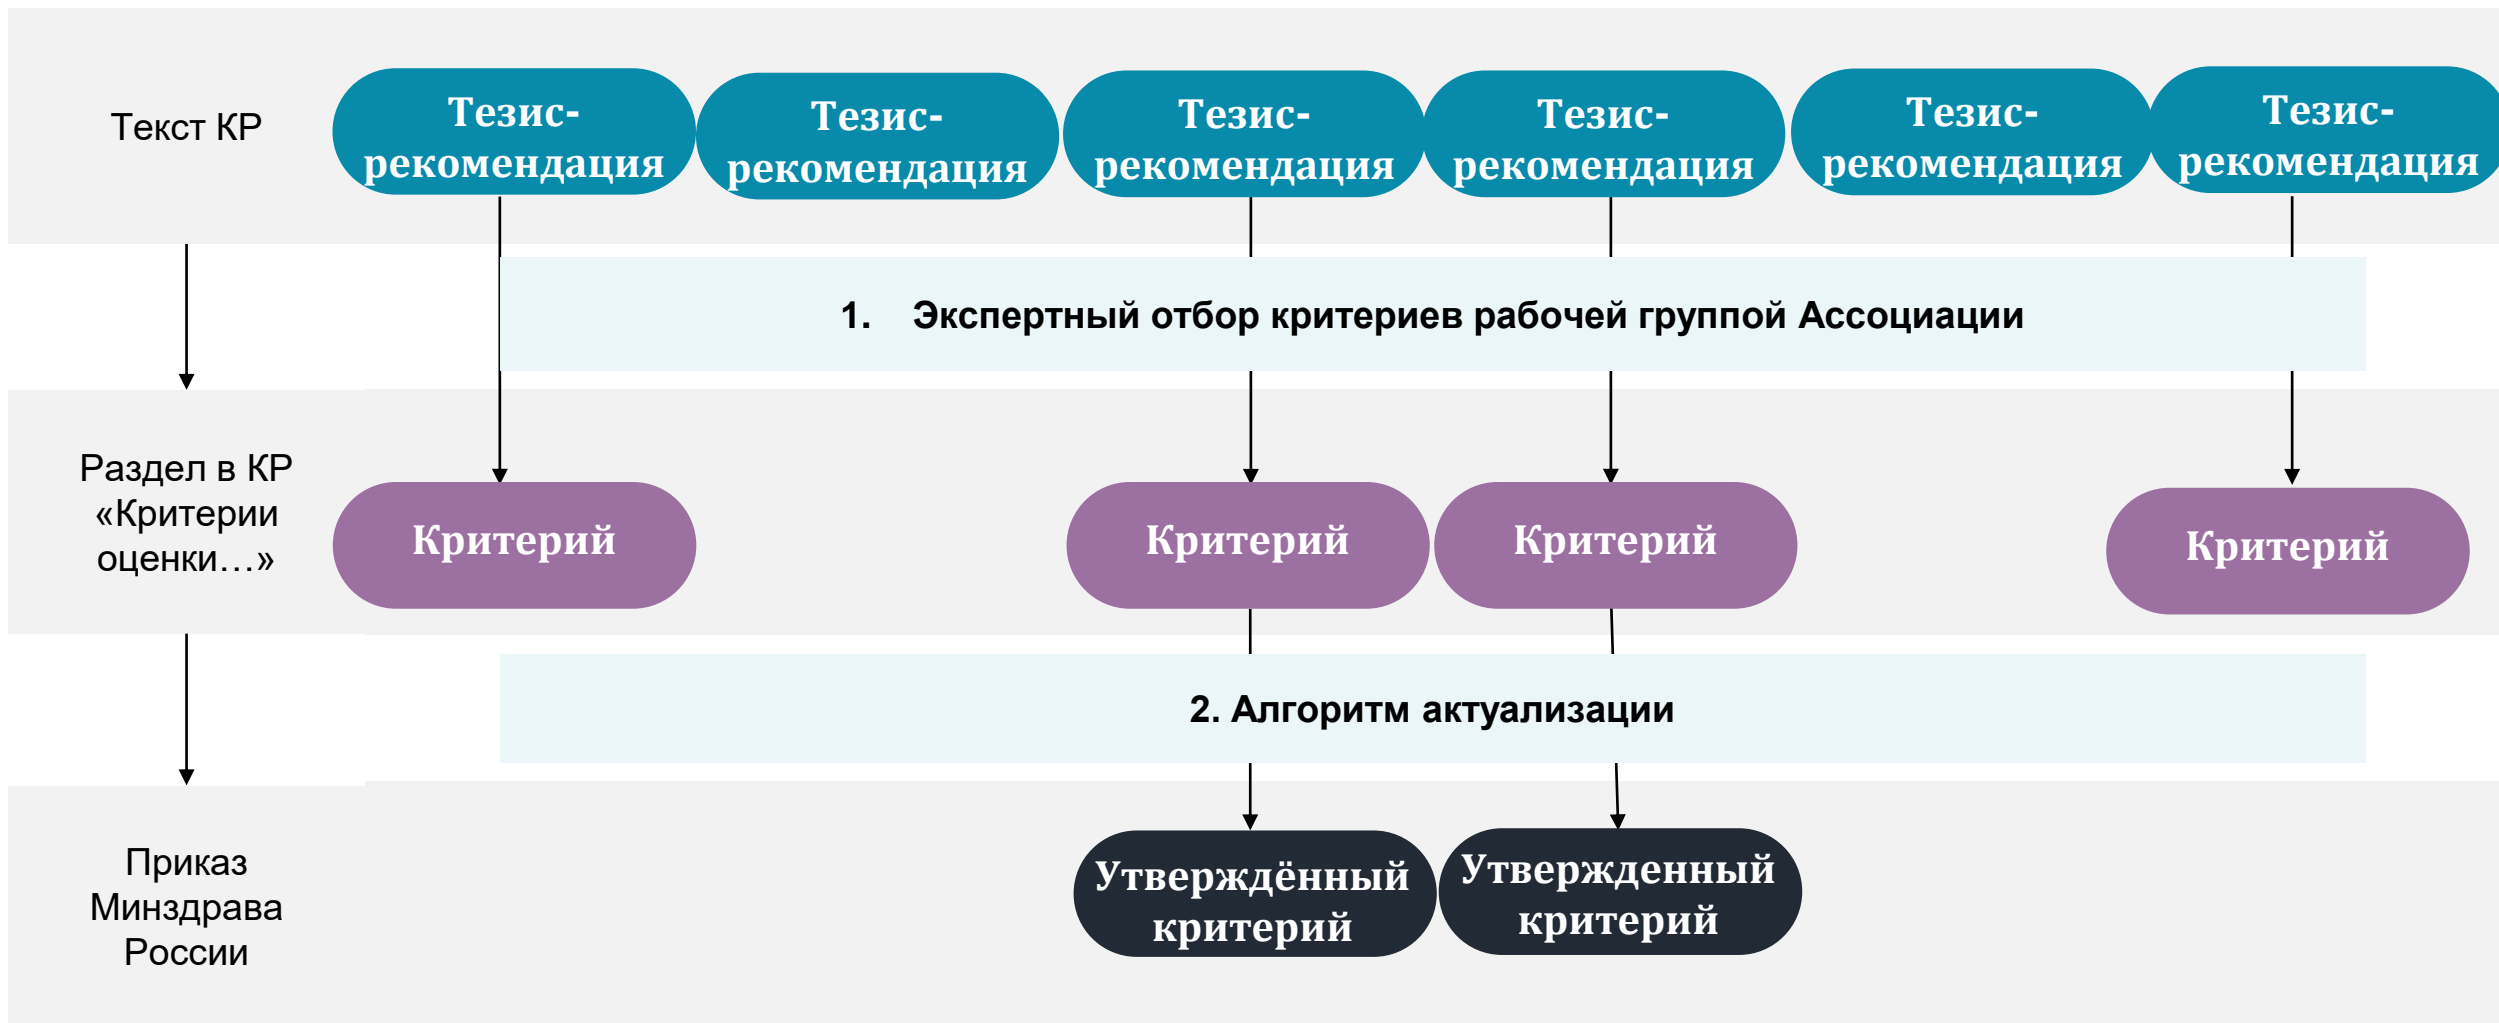 Текст КР
Тезис-
рекомендация
Тезис-
рекомендация
Тезис-
рекомендация
Тезис-
рекомендация
Тезис-
рекомендация
Тезис-
рекомендация
1. Экспертный отбор критериев рабочей группой Ассоциации
Раздел в КР
«Критерии
оценки…»
Критерий
Критерий
Критерий
Критерий
2. Алгоритм актуализации
Приказ
Минздрава
России
Утверждённый
критерий
Утвержденный
критерий